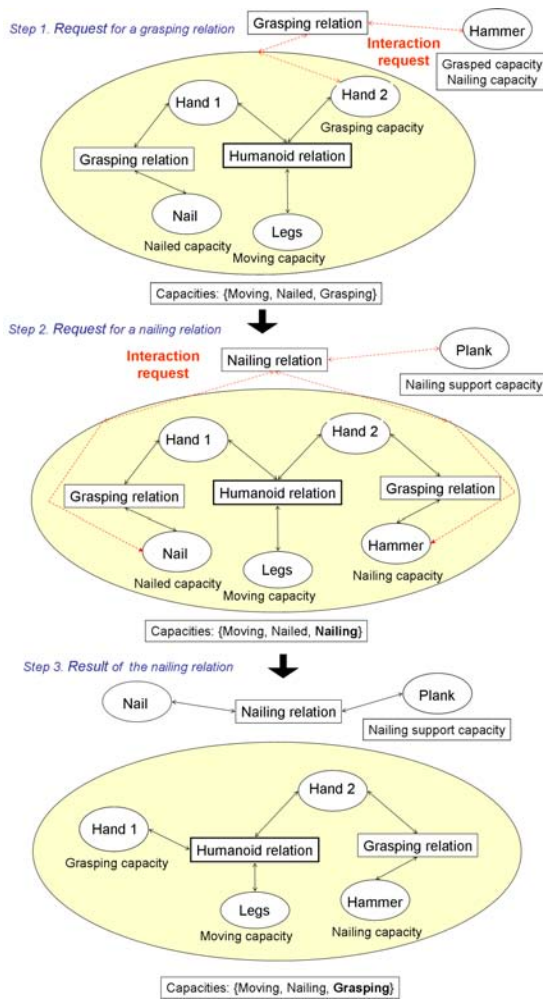 Step 1. Request for a grasping relation
Grasping relation
Hammer
Interaction
request
Grasped capacity
Nailing capacity
Hand 1
Hand 2
Grasping capacity
Grasping relation
Humanoid relation
Nail
Nailed capacity
Legs
Moving capacity
Capacities: {Moving, Nailed, Grasping}
Step 2. Request for a nailing relation
Interaction
request
Nailing relation
Plank
Nailing support capacity
Hand 1
Hand 2
Grasping relation
Humanoid relation
Grasping relation
Nail
Nailed capacity
Legs
Moving capacity
Hammer
Nailing capacity
Capacities: {Moving, Nailed, Nailing}
Step 3. Result of the nailing relation
Nail
Nailing relation
Plank
Nailing support capacity
Hand 2
Hand 1
Grasping capacity
Humanoid relation
Grasping relation
Legs
Moving capacity
Hammer
Nailing capacity
Capacities: {Moving, Nailing, Grasping}